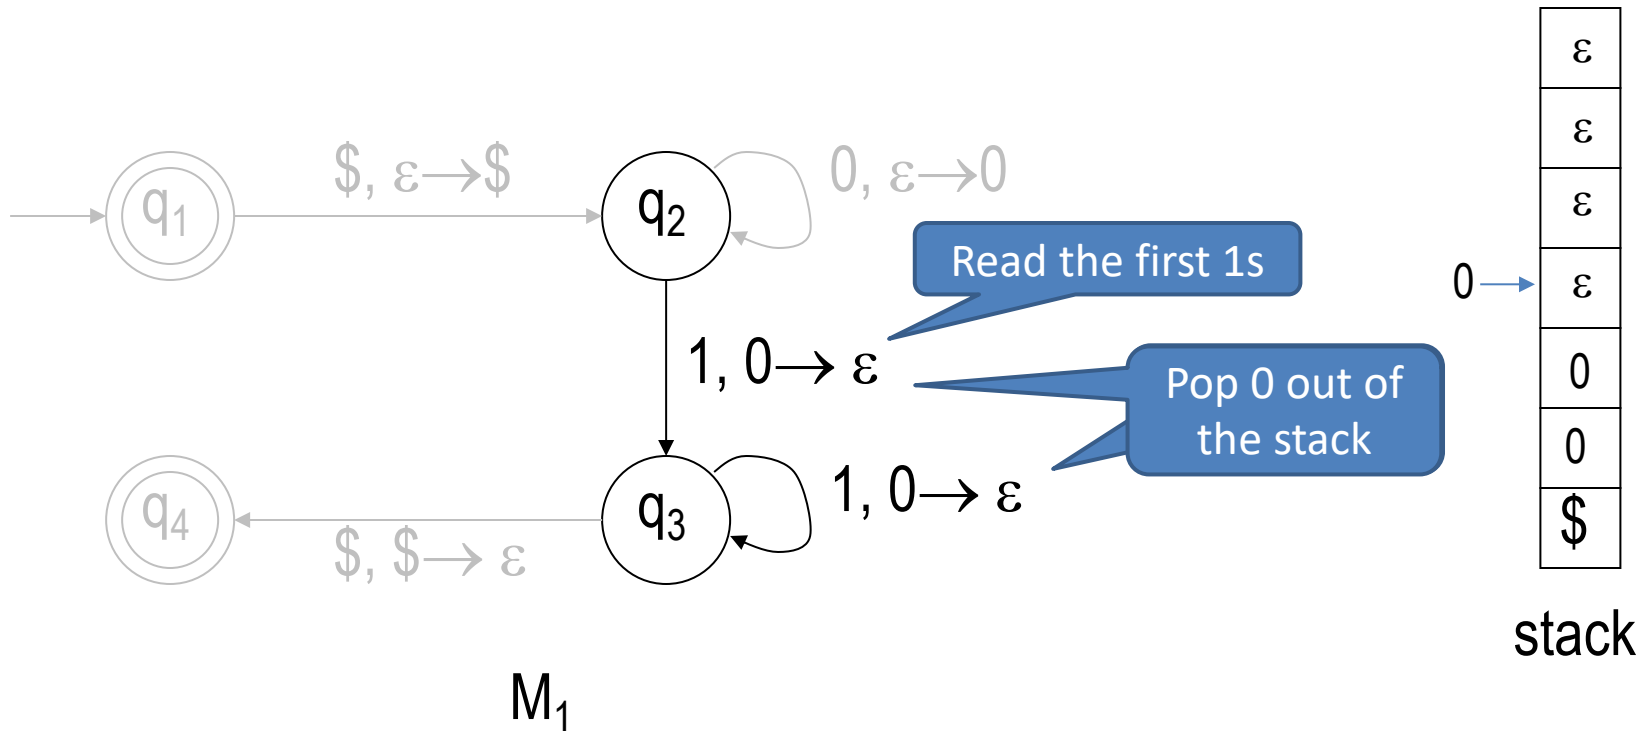 q1
$, ε→$
q2
0, ε→0
Read the first 1s
1, 0→ ε
Pop 0 out of
the stack
q4
$, $→ ε
q3
1, 0→ ε
M1
ε
ε
ε
0
ε
0
0
$
stack